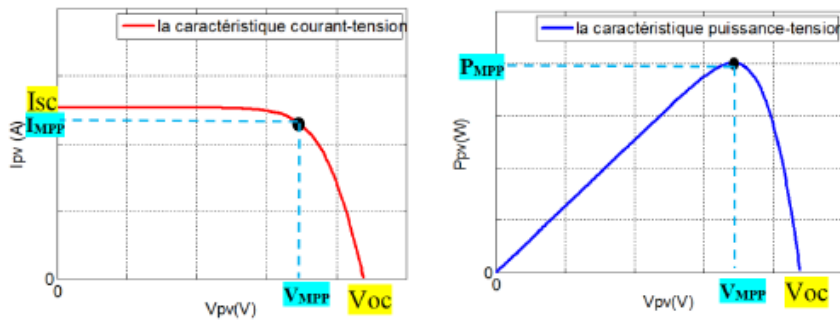 la caractéristique courant-tension
Isc
IMPP
Ipv (A)
0
0
Vpv(V)
VMPP
Voc
la caractéristique puissance-tension
PMPP
Ppv(W)
0
0
Vpv(V)
VMPP
Voc